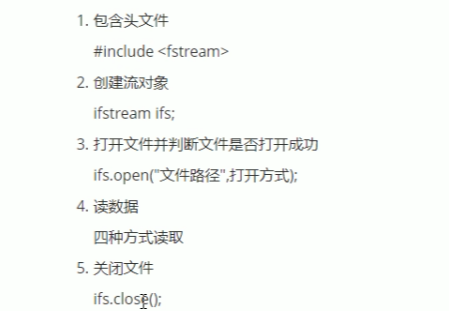 1. 包含头文件
#include <fstream>
2. 创建流对象
ifstream ifs;
3. 打开文件并判断文件是否打开成功
ifs.open("文件路径",打开方式);
4. 读数据
四种方式读取
5. 关闭文件
ifs.close();